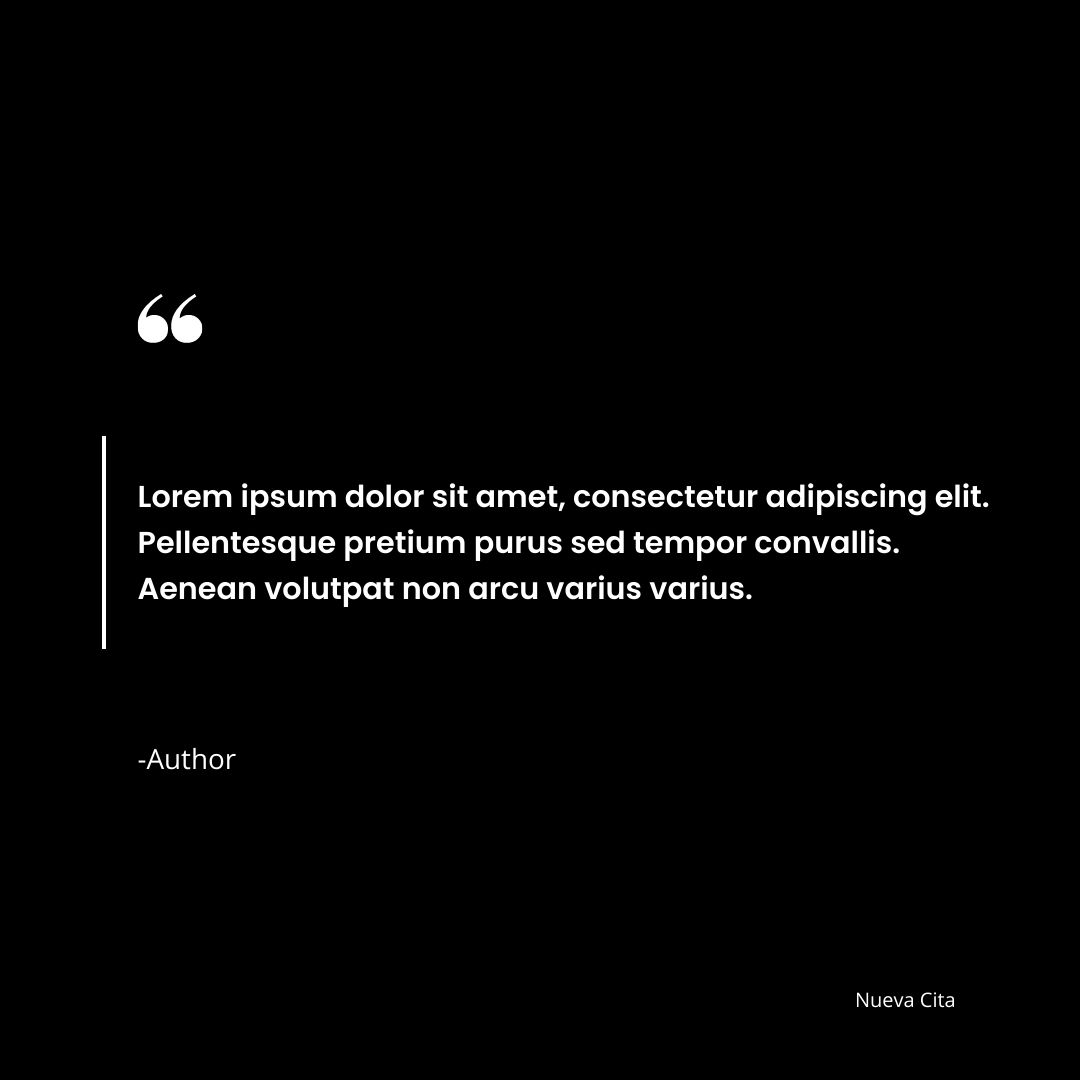 “
Lorem ipsum dolor sit amet, consectetur adipiscing elit.
Pellentesque pretium purus sed tempor convallis.
Aenean volutpat non arcu varius varius.
-Author
Nueva Cita